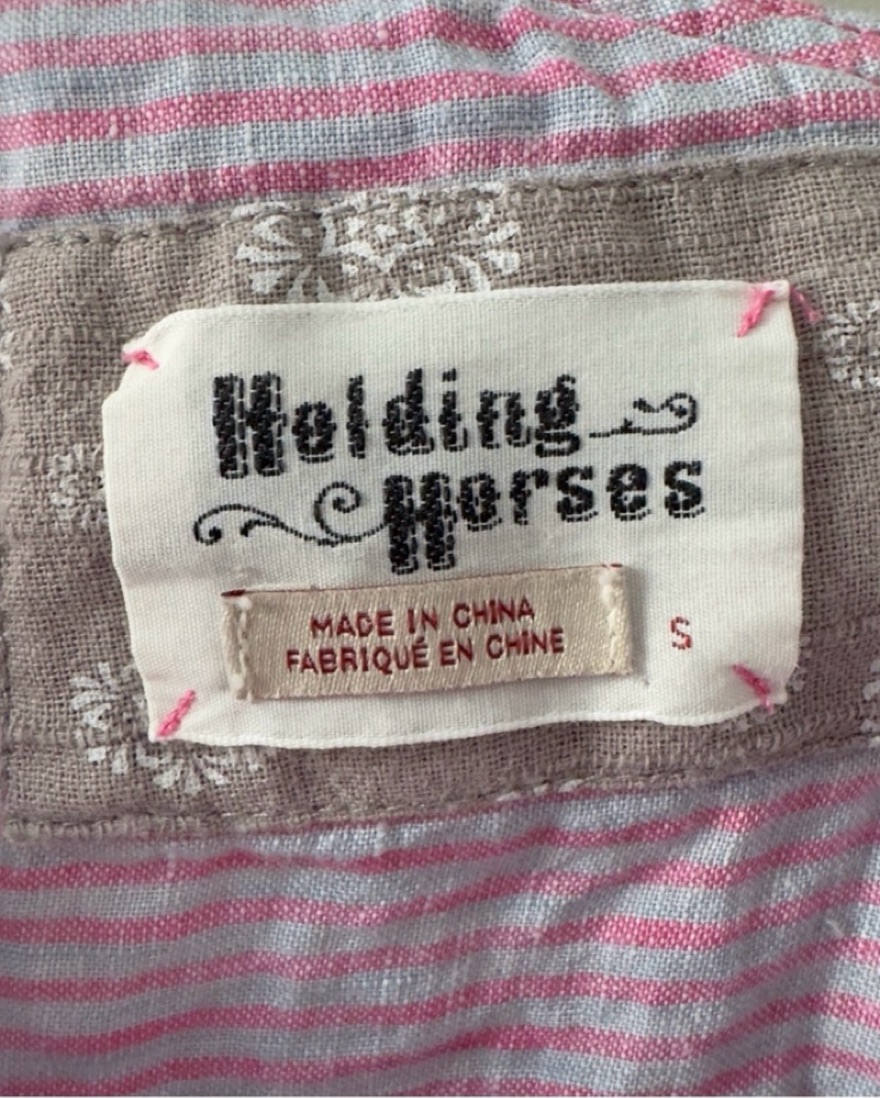 Holding
Horses
MADE IN CHINA
FABRIQUÉ EN CHINE
S